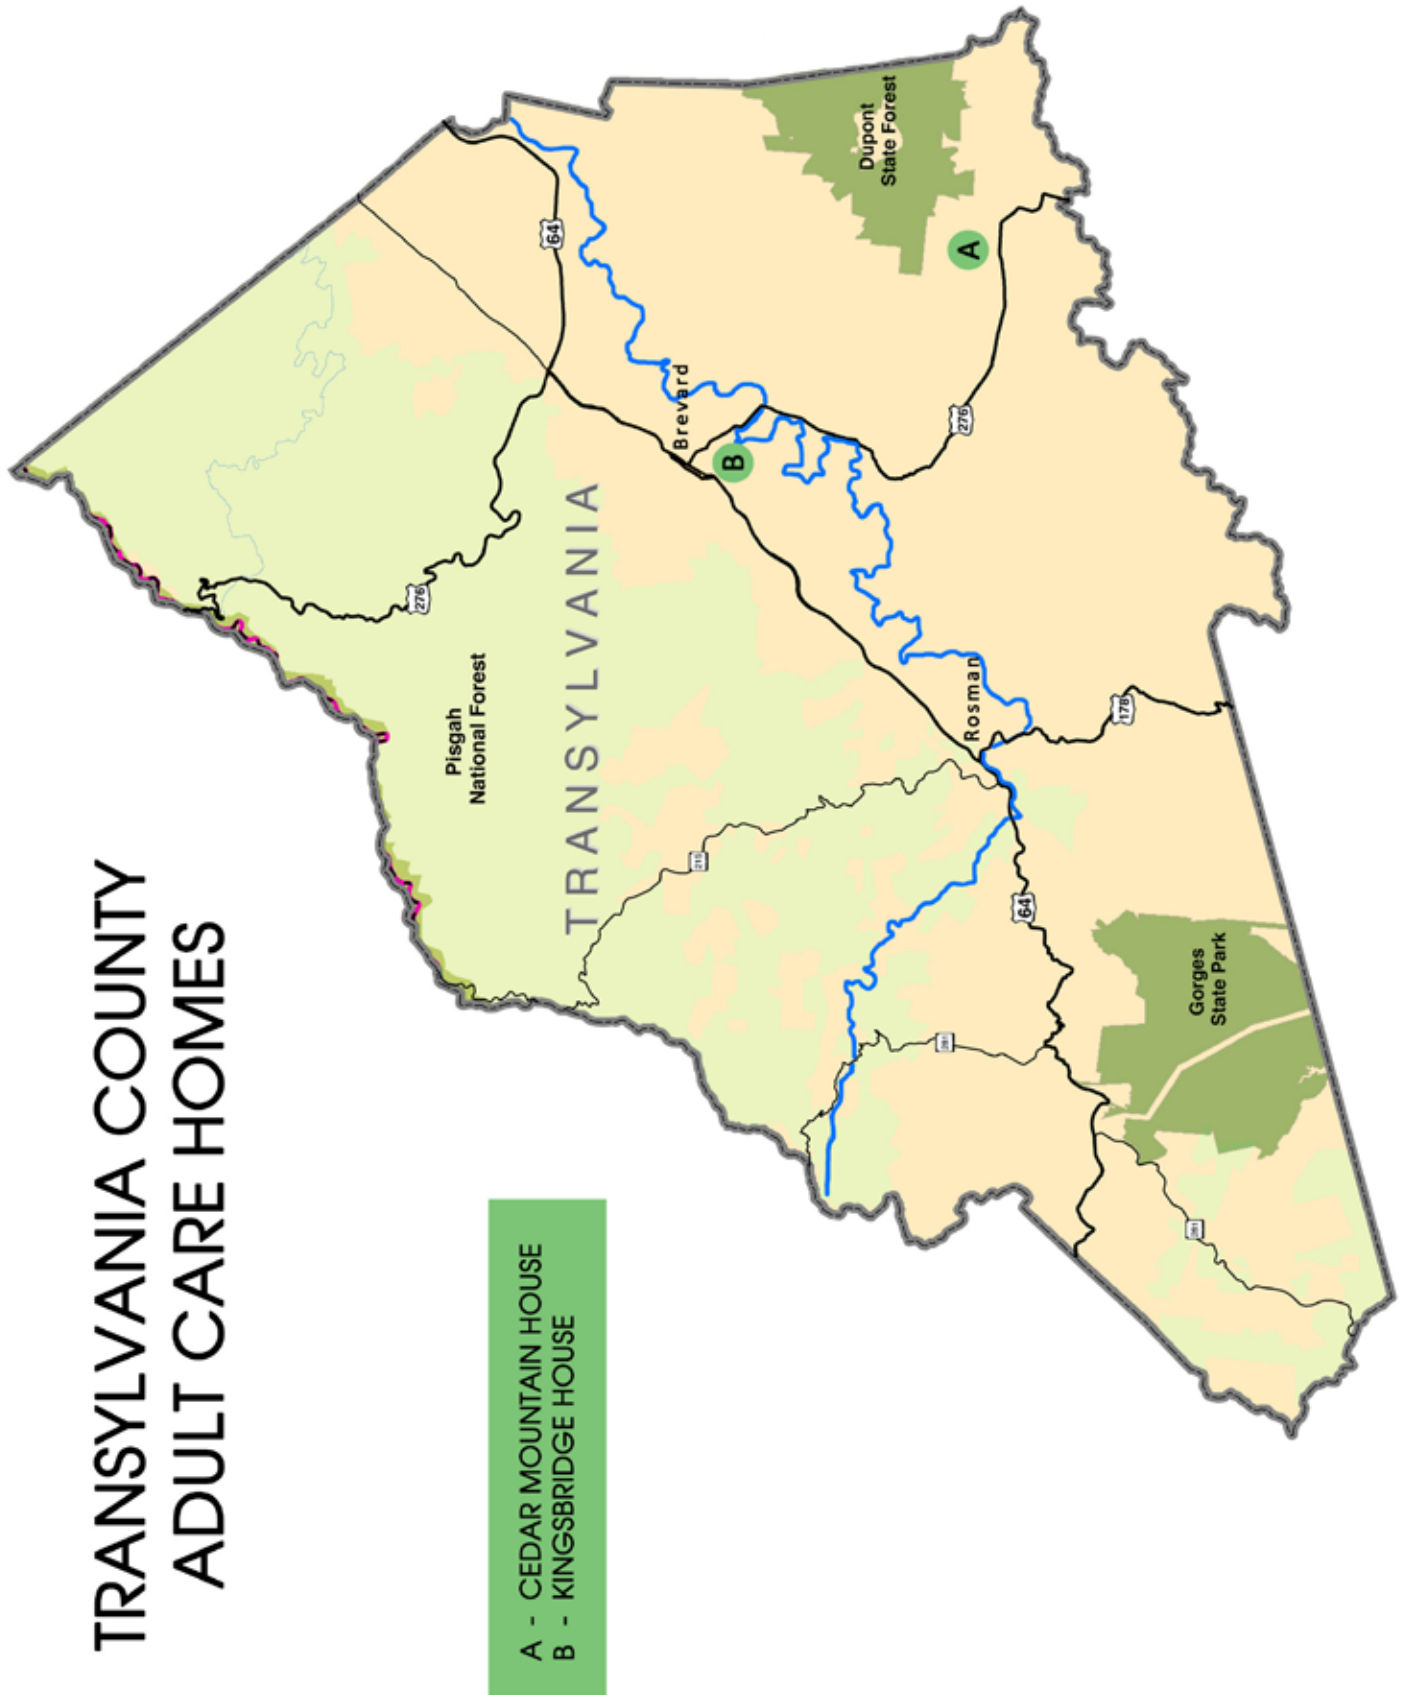 TRANSYLVANIA COUNTY
ADULT CARE HOMES
A - CEDAR MOUNTAIN HOUSE
B - KINGSBRIDGE HOUSE
Pisgah
National Forest
TRANSYLVANIA
276
64
Brevard
B
Dupont
State Forest
A
276
215
Rosman
178
64
281
Gorges
State Park
281